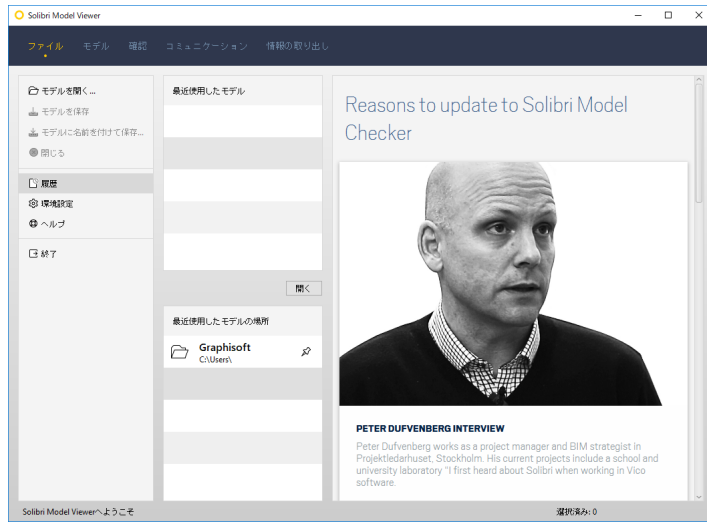 Solibri Model Viewer
ファイル モデル 確認 コミュニケーション 情報の取り出し
モデルを開く...
モデルを保存
モデルに名前を付けて保存...
閉じる
履歴
環境設定
ヘルプ
終了
最近使用したモデル
開く
最近使用したモデルの場所
Graphisoft
C:\Users\
Reasons to update to Solibri Model
Checker
PETER DUFVENBERG INTERVIEW
Peter Dufvenberg works as a project manager and BIM strategist in
Projektledarhuset, Stockholm. His current projects include a school and
university laboratory "I first heard about Solibri when working in Vico
software.
Solibri Model Viewerへようこそ
選択済み: 0